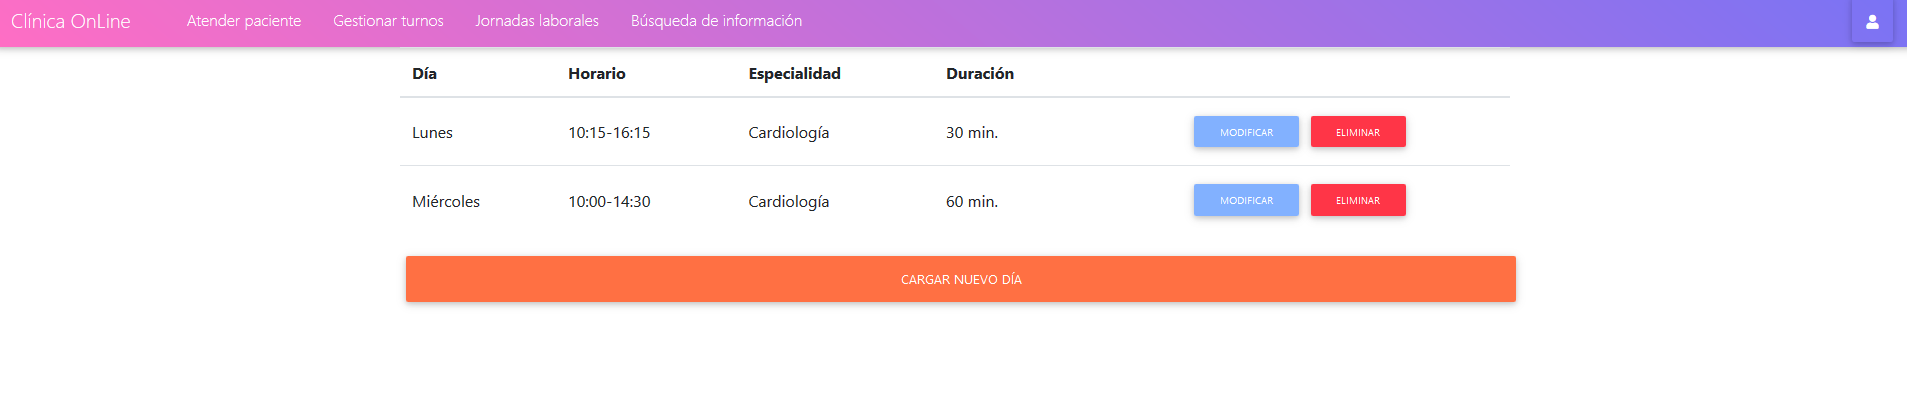 Clínica OnLine Atender paciente Gestionar turnos Jornadas laborales Búsqueda de información
Día Horario Especialidad Duración
Lunes 10:15-16:15 Cardiología 30 min. MODIFICAR ELIMINAR
Miércoles 10:00-14:30 Cardiología 60 min. MODIFICAR ELIMINAR
CARGAR NUEVO DÍA